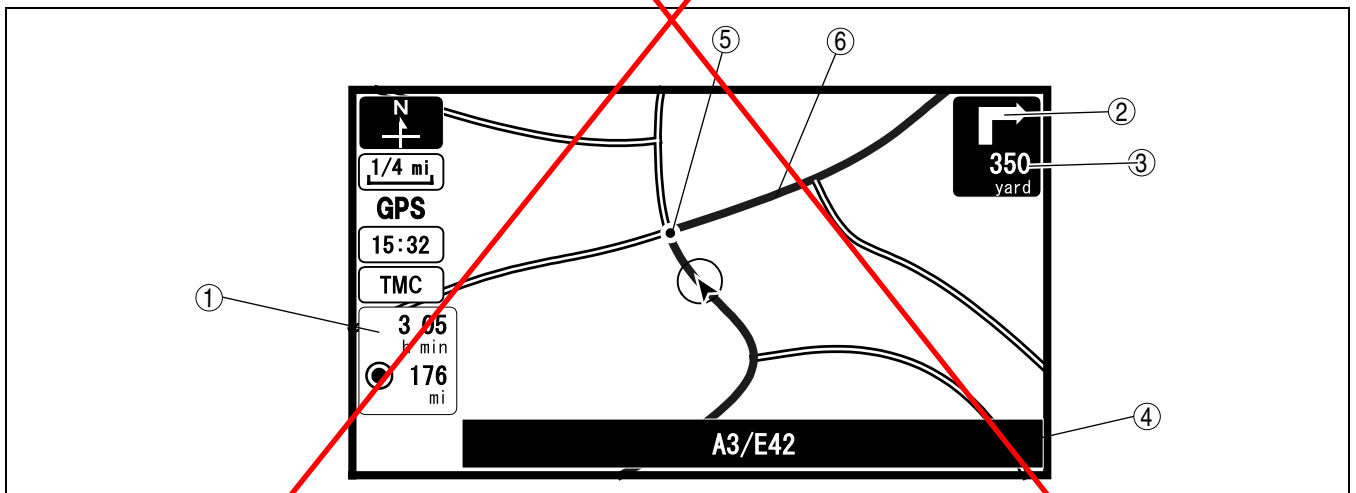 ⑤ ⑥
N
1/4 mi
GPS
15:32
TMC
3 05
h min
176
mi
350
yard
A3/E42
①
②
③
④